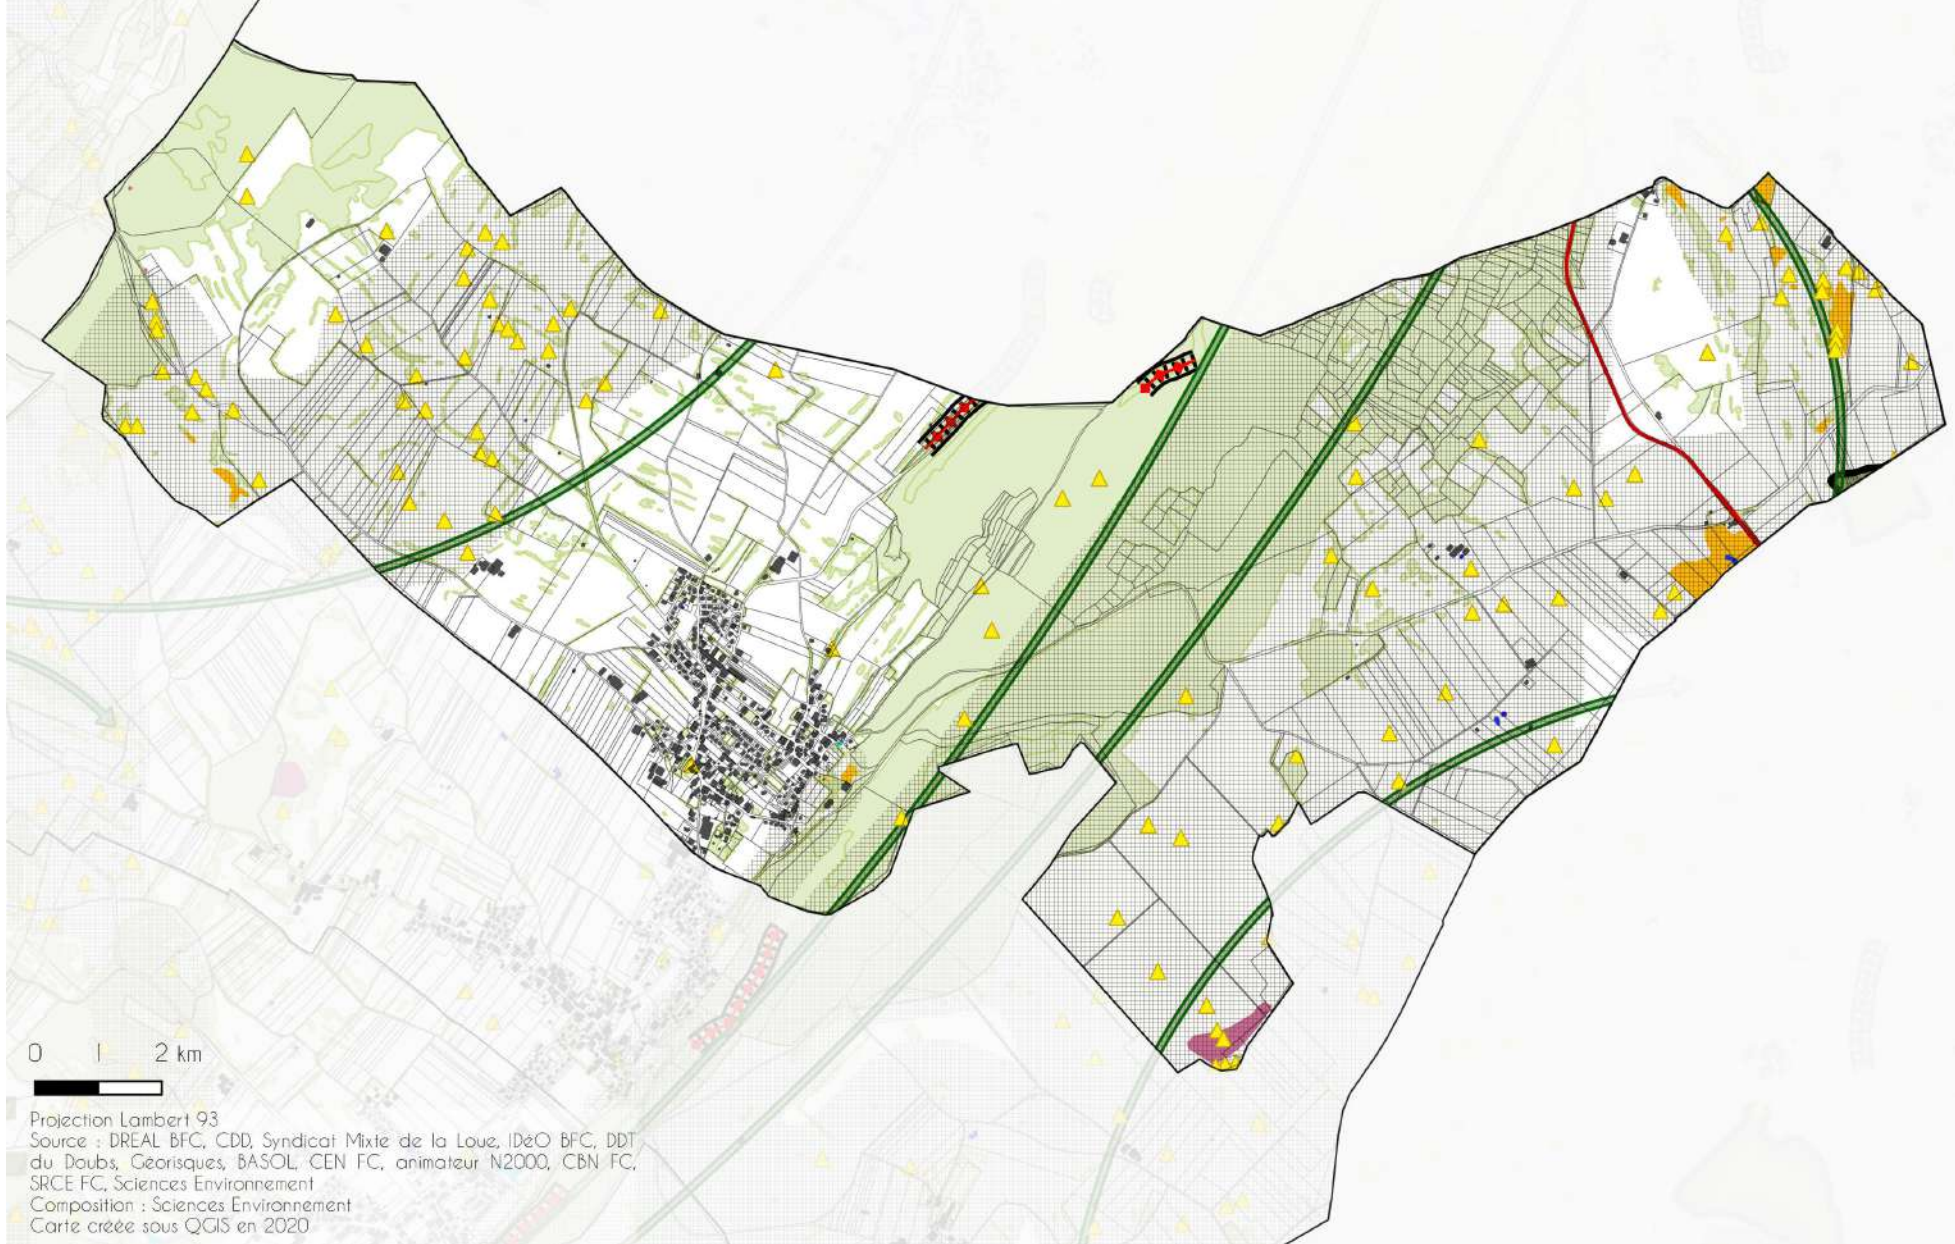 0 1 2 km
Projection Lambert 93
Source : DREAL BFC, CDD, Syndicat Mixte de la Loue, IDéO BFC, DDT
du Doubs, Géorisques, BASOL, CEN FC, animateur N2000, CBN FC,
SRCE FC, Sciences Environnement
Composition : Sciences Environnement
Carte créée sous QGIS en 2020